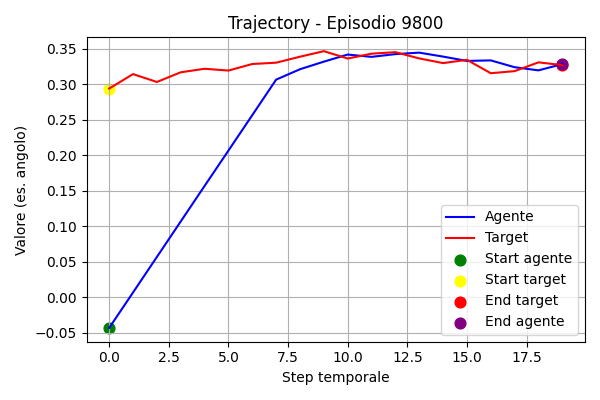 Trajectory - Episodio 9800
Valore (es. angolo)
0.35
0.30
0.25
0.20
0.15
0.10
0.05
0.00
−0.05
0.0 2.5 5.0 7.5 10.0 12.5 15.0 17.5
Step temporale
Agente
Target
Start agente
Start target
End target
End agente